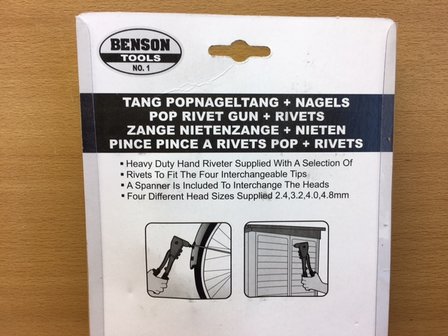 BENSON
TOOLS
NO. 1
TANG POPNAGELTANG + NAGELS
POP RIVET GUN + RIVETS
ZANGE NIETENZANGE + NIETEN
PINCE PINCE A RIVETS POP + RIVETS
▪ Heavy Duty Hand Riveter Supplied With A Selection Of
▪ Rivets To Fit The Four Interchangeable Tips
▪ A Spanner Is Included To Interchange The Heads
▪ Four Different Head Sizes Supplied 2.4,3.2,4.0,4.8mm